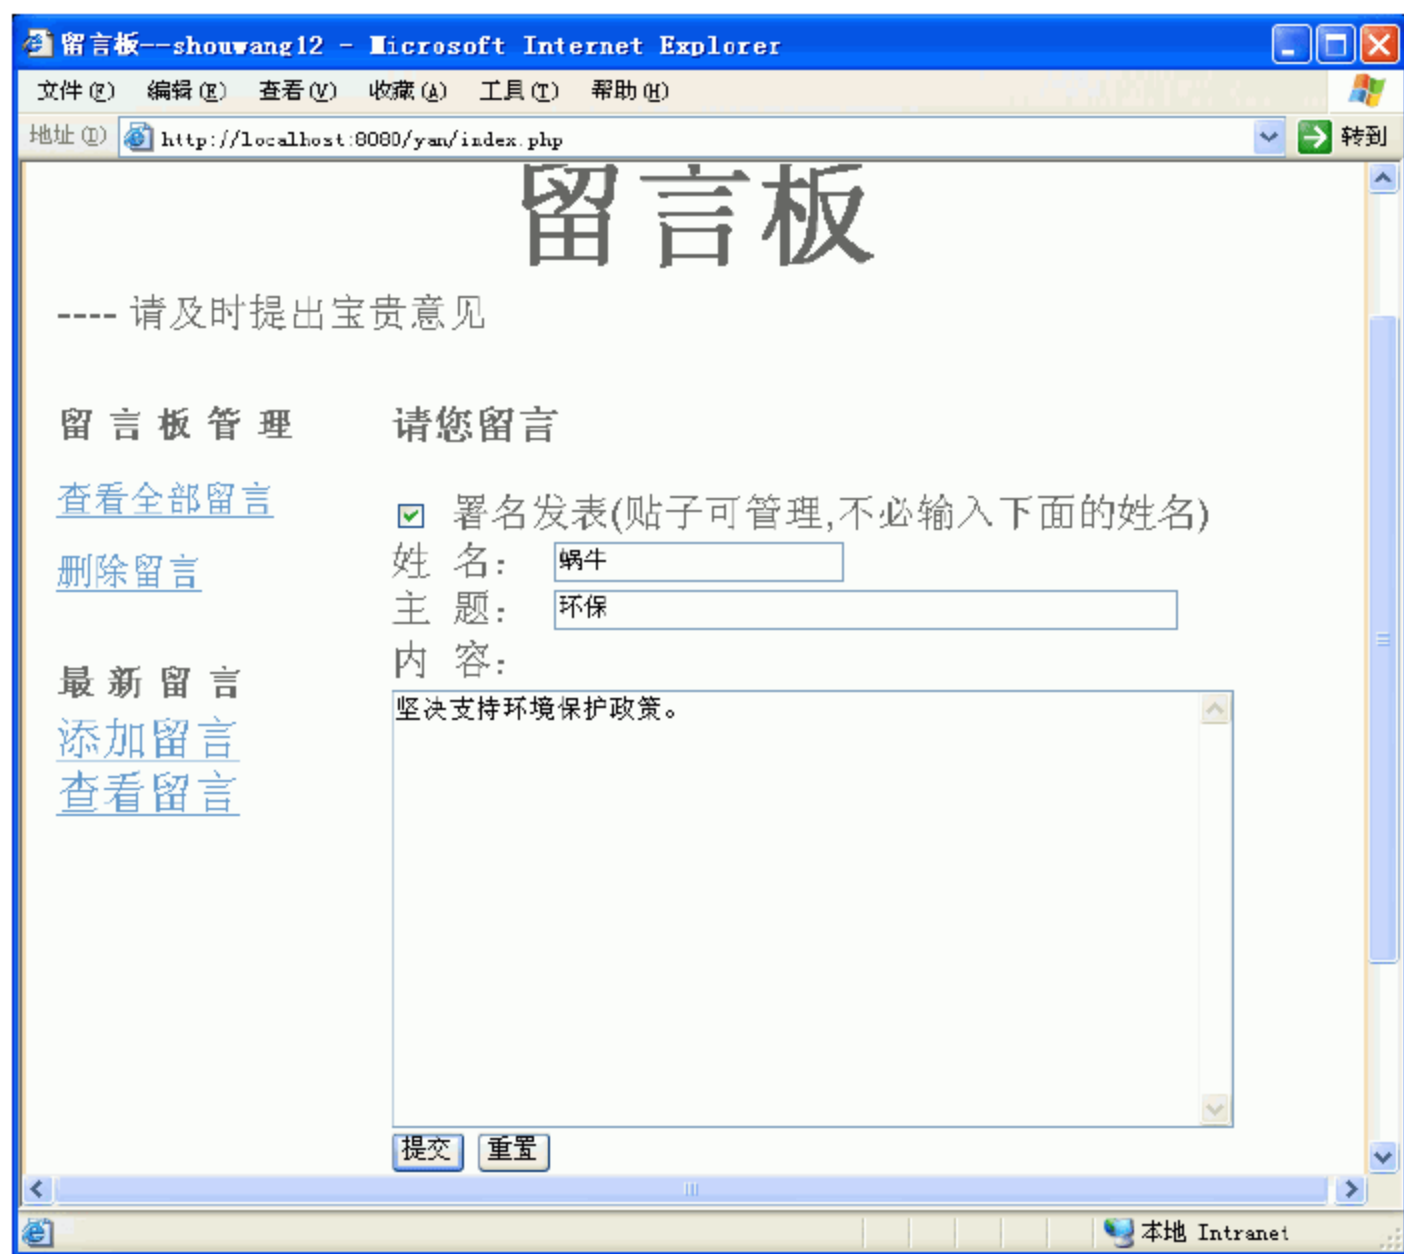 留言板--shouwang12 - Microsoft Internet Explorer
文件(F) 编辑(E) 查看(V) 收藏(A) 工具(T) 帮助(H)
地址(D) http://localhost:8080/yan/index.php 转到
留言板
---- 请及时提出宝贵意见
留言板管理
查看全部留言
删除留言
最新留言
添加留言
查看留言
请您留言
署名发表(贴子可管理,不必输入下面的姓名)
姓 名： 蜗牛
主 题： 环保
内 容：
坚决支持环境保护政策。
提交 重置
本地 Intranet